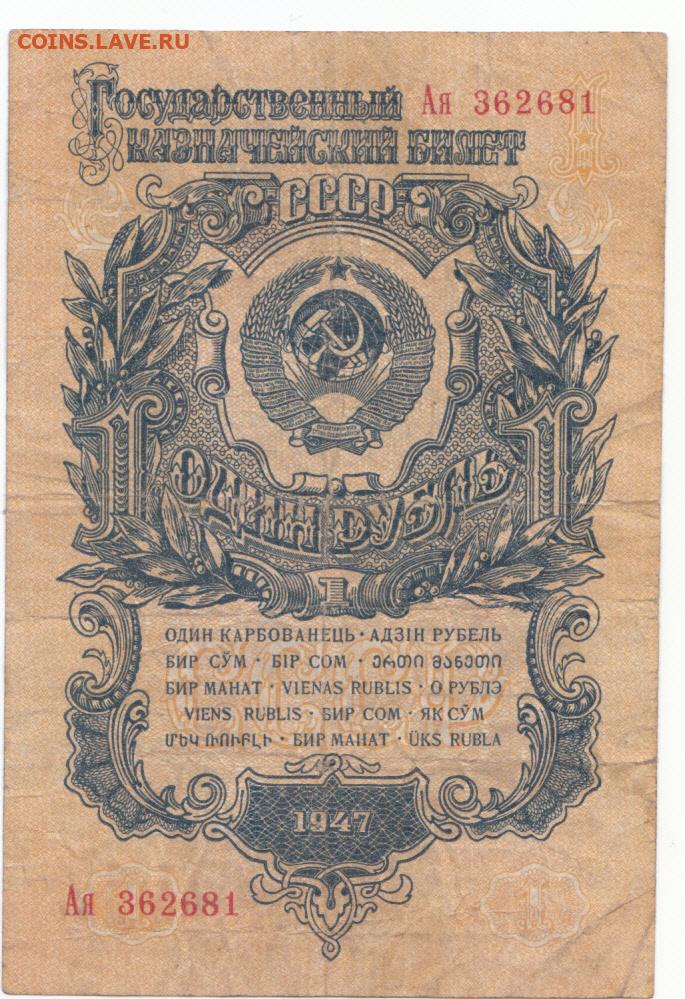 COINS.LAVE.RU
Государственный Ая 362681
казначейский билет
СССР
1 1
Один рубль
1
ОДИН КАРБОВАНЕЦЬ · АДЗІН РУБЕЛЬ
БИР СЎМ · БІР СОМ · ერთი მანეთი
БИР МАНАТ · VIENAS RUBLIS · О РУБЛЭ
VIENS RUBLIS · БИР СОМ · ЯК СӮМ
ՄԵԿ ՌՈՒԲԼԻ · БИР МАНАТ · ÜKS RUBLA
1947
Ая 362681
1